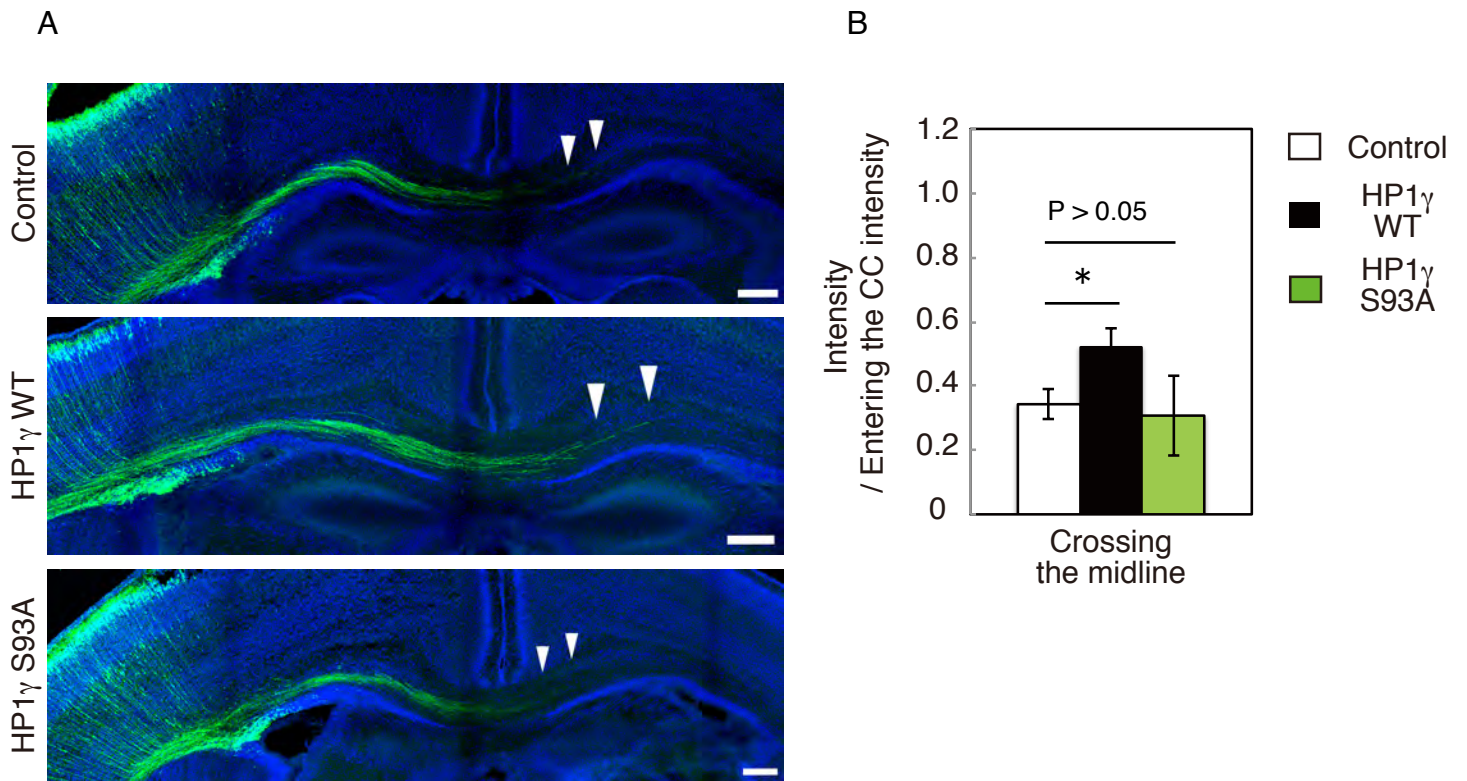 A
B
Control
HP1γ WT
HP1γ S93A
Intensity
/ Entering the CC intensity
1.2
1.0
0.8
0.6
0.4
0.2
0
P > 0.05
*
Crossing
the midline
Control
HP1γ
WT
HP1γ
S93A